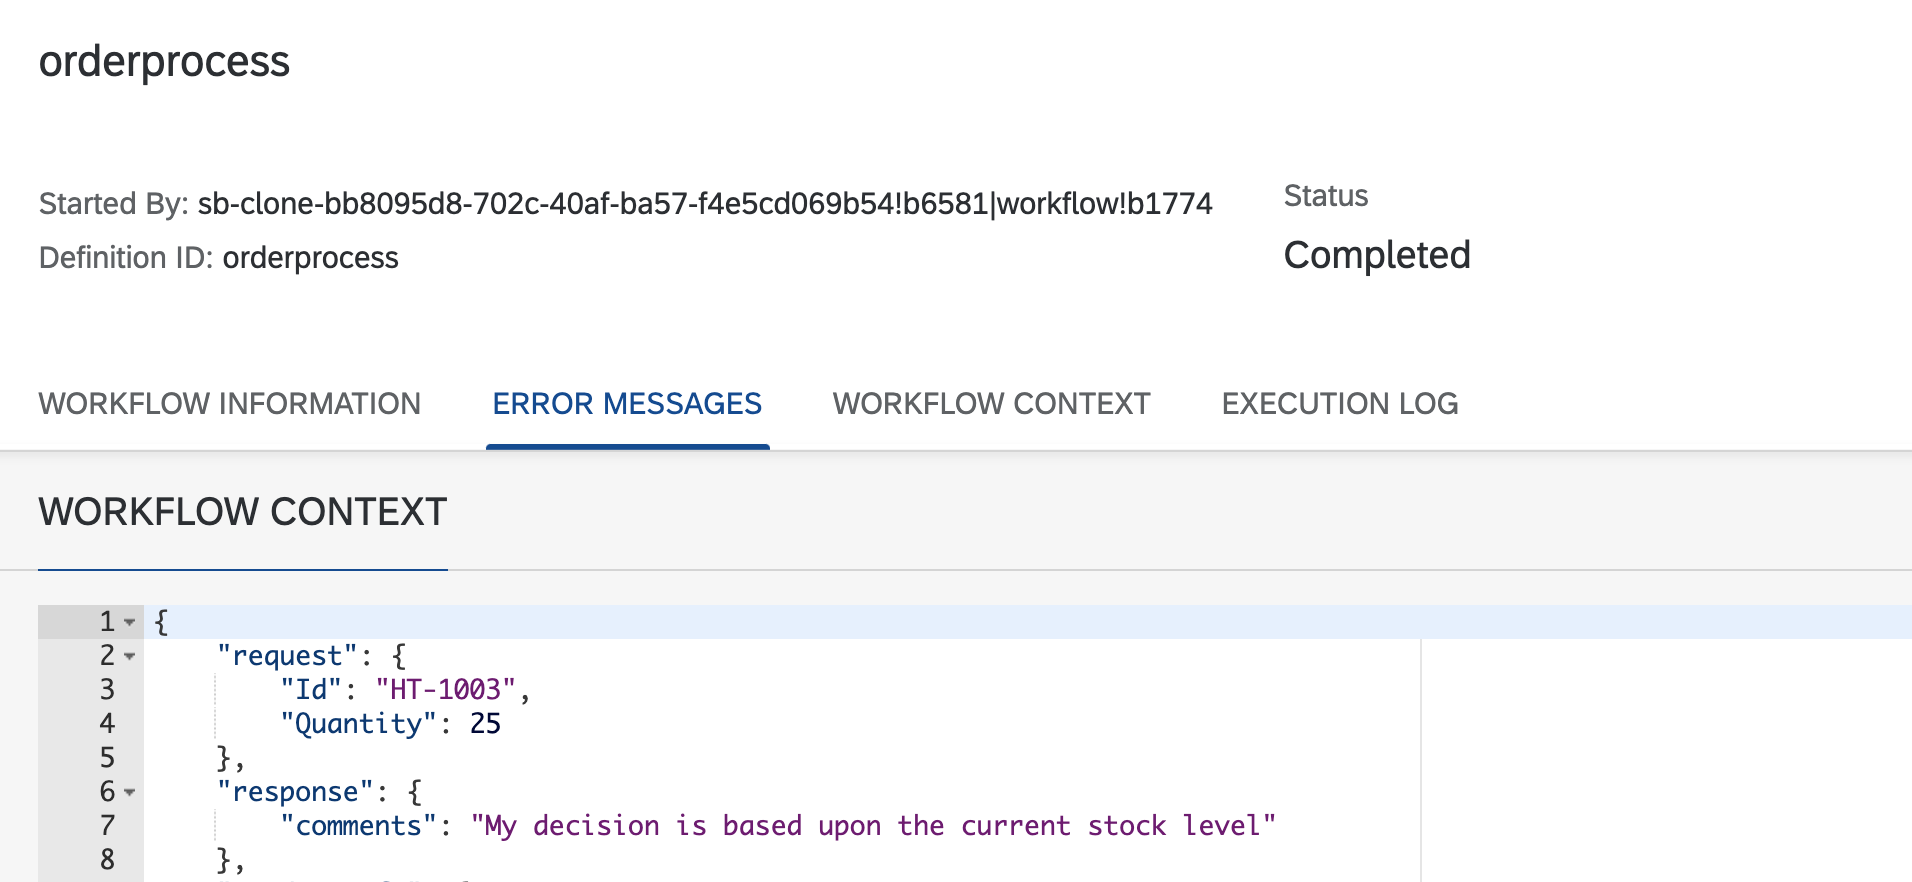 orderprocess
Started By: sb-clone-bb8095d8-702c-40af-ba57-f4e5cd069b54!b6581|workflow!b1774
Status
Definition ID: orderprocess
Completed
WORKFLOW INFORMATION ERROR MESSAGES WORKFLOW CONTEXT EXECUTION LOG
WORKFLOW CONTEXT
1 {
2 "request": {
3 "Id": "HT-1003",
4 "Quantity": 25
5 },
6 "response": {
7 "comments": "My decision is based upon the current stock level"
8 },